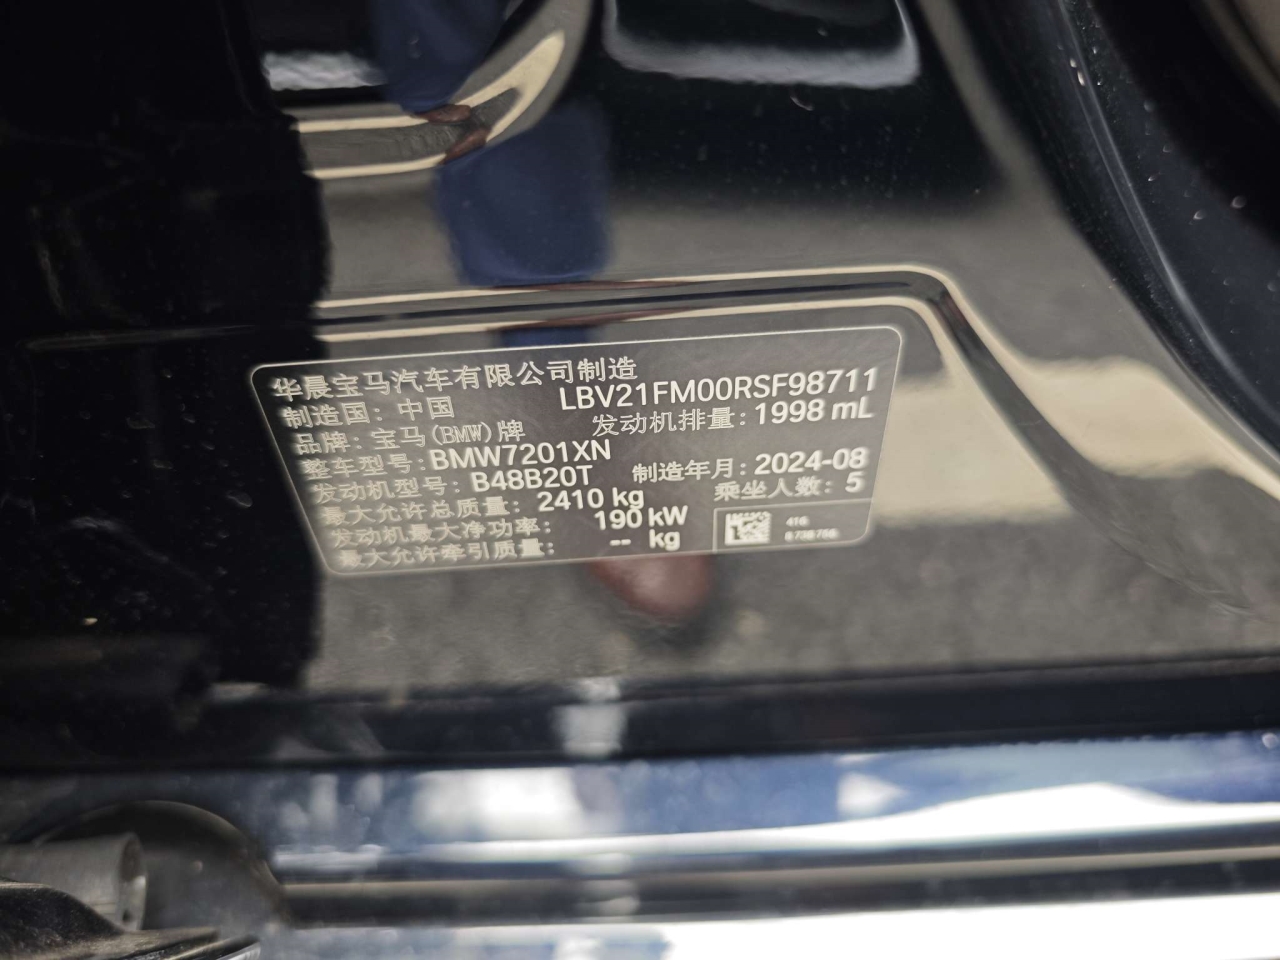 华晨宝马汽车有限公司制造
制造国: 中国 LBV21FM00RSF98711
品牌: 宝马(BMW)牌 发动机排量: 1998 mL
整车型号: BMW7201XN
发动机型号: B48B20T 制造年月: 2024-08
最大允许总质量: 2410 kg 乘坐人数: 5
发动机最大净功率: 190 kW
最大允许牵引质量: -- kg
416